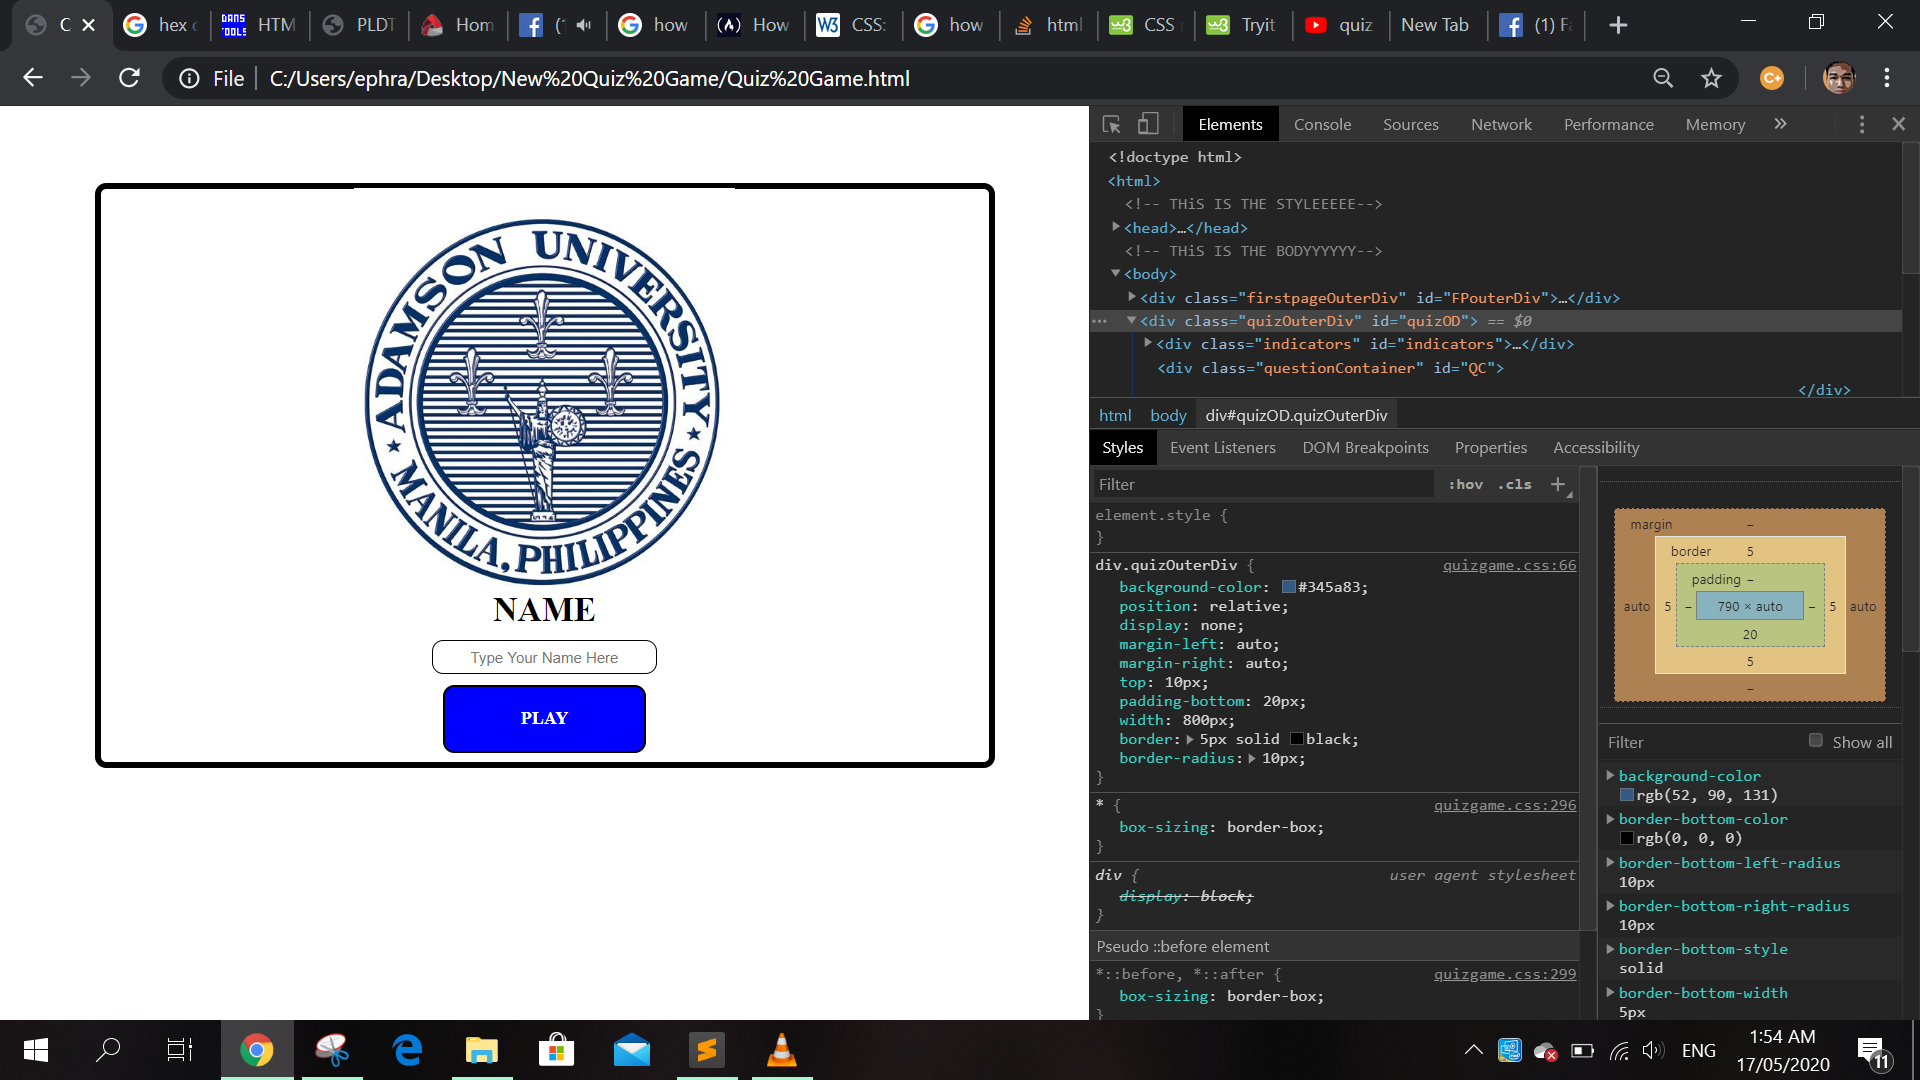 C
hex c
DANS TOOLS
HTM
PLDT
Hom
(
how
(A)
How
W3
CSS:
how
html
w3
CSS
w3
Tryit
quiz
New Tab
(1) Fa
File
C:/Users/ephra/Desktop/New%20Quiz%20Game/Quiz%20Game.html
C+
ADAMSON UNIVERSITY
MANILA, PHILIPPINES
NAME
Type Your Name Here
PLAY
Elements Console Sources Network Performance Memory »
<!doctype html>
<html>
<!-- THiS IS THE STYLEEEEE-->
<head>…</head>
<!-- THiS IS THE BODYYYYYY-->
<body>
<div class="firstpageOuterDiv" id="FPouterDiv">…</div>
<div class="quizOuterDiv" id="quizOD"> == $0
<div class="indicators" id="indicators">…</div>
<div class="questionContainer" id="QC">
</div>
html body div#quizOD.quizOuterDiv
Styles Event Listeners DOM Breakpoints Properties Accessibility
Filter :hov .cls +
element.style {
}
div.quizOuterDiv { quizgame.css:66
background-color: #345a83;
position: relative;
display: none;
margin-left: auto;
margin-right: auto;
top: 10px;
padding-bottom: 20px;
width: 800px;
border: 5px solid black;
border-radius: 10px;
}
* { quizgame.css:296
box-sizing: border-box;
}
div { user agent stylesheet
display: block;
}
Pseudo ::before element
*::before, *::after { quizgame.css:299
box-sizing: border-box;
}
margin –
border 5
padding –
auto 5 – 790 × auto – 5 auto
20
5
–
Filter Show all
background-color
rgb(52, 90, 131)
border-bottom-color
rgb(0, 0, 0)
border-bottom-left-radius
10px
border-bottom-right-radius
10px
border-bottom-style
solid
border-bottom-width
5px
ENG
1:54 AM
17/05/2020
11